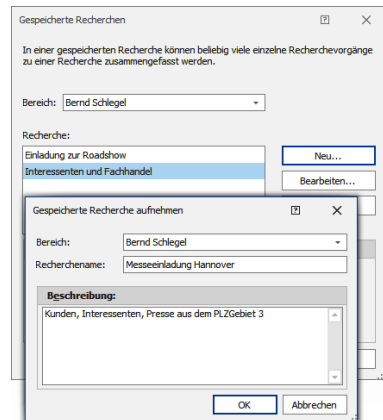 Gespeicherte Recherchen
In einer gespeicherten Recherche können beliebig viele einzelne Recherchevorgänge
zu einer Recherche zusammengefasst werden.
Bereich: Bernd Schlegel
Recherche:
Einladung zur Roadshow
Interessenten und Fachhandel
Neu...
Bearbeiten...
Gespeicherte Recherche aufnehmen
Bereich: Bernd Schlegel
Recherchename: Messeeinladung Hannover
Beschreibung:
Kunden, Interessenten, Presse aus dem PLZGebiet 3
OK Abbrechen